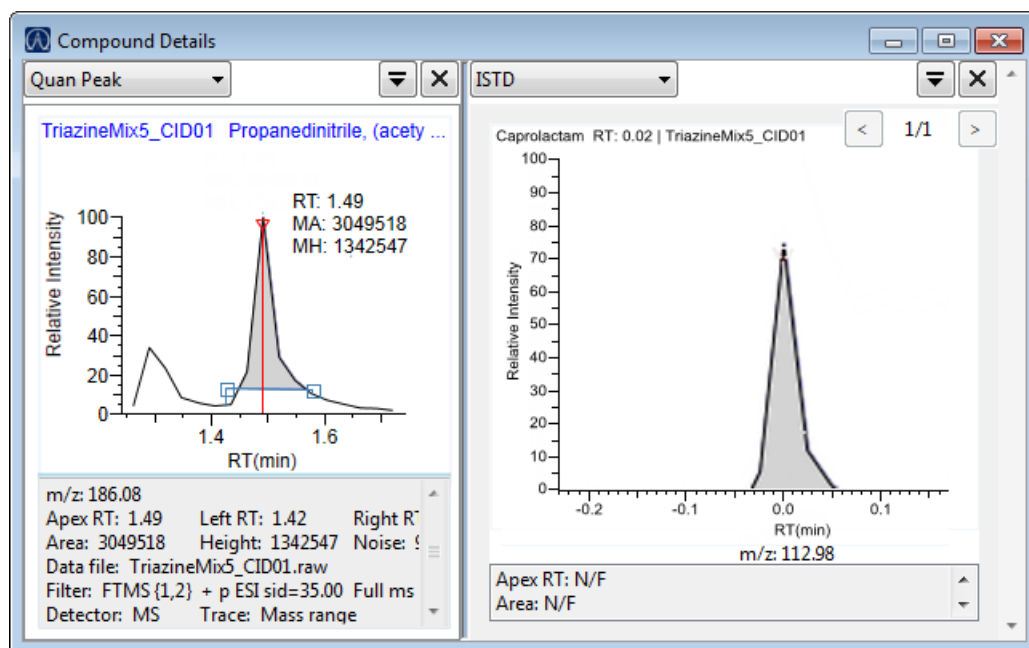 Compound Details
Quan Peak
TriazineMix5_CID01 Propanedinitrile, (acety ...
RT: 1.49
MA: 3049518
MH: 1342547
Relative Intensity
100
80
60
40
20
0
1.4 1.6
RT(min)
m/z: 186.08
Apex RT: 1.49 Left RT: 1.42 Right R
Area: 3049518 Height: 1342547 Noise:
Data file: TriazineMix5_CID01.raw
Filter: FTMS {1,2} + p ESI sid=35.00 Full ms
Detector: MS Trace: Mass range
ISTD
< 1/1 >
Caprolactam RT: 0.02 | TriazineMix5_CID01
Relative Intensity
100
90
80
70
60
50
40
30
20
10
0
-0.2 -0.1 0.0 0.1
RT(min)
m/z: 112.98
Apex RT: N/F
Area: N/F